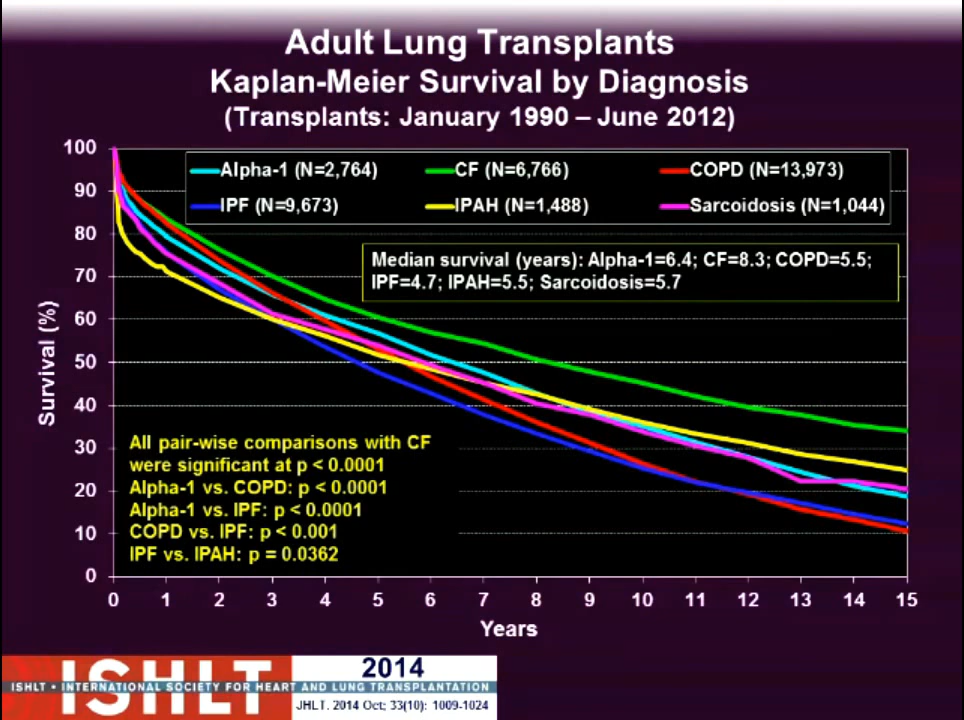 Adult Lung Transplants
Kaplan-Meier Survival by Diagnosis
(Transplants: January 1990 – June 2012)
Alpha-1 (N=2,764) CF (N=6,766) COPD (N=13,973)
IPF (N=9,673) IPAH (N=1,488) Sarcoidosis (N=1,044)
Median survival (years): Alpha-1=6.4; CF=8.3; COPD=5.5;
IPF=4.7; IPAH=5.5; Sarcoidosis=5.7
100
90
80
70
60
50
40
30
20
10
0
Survival (%)
All pair-wise comparisons with CF
were significant at p < 0.0001
Alpha-1 vs. COPD: p < 0.0001
Alpha-1 vs. IPF: p < 0.0001
COPD vs. IPF: p < 0.001
IPF vs. IPAH: p = 0.0362
0 1 2 3 4 5 6 7 8 9 10 11 12 13 14 15
Years
ISHLT
2014
ISHLT • INTERNATIONAL SOCIETY FOR HEART AND LUNG TRANSPLANTATION
JHLT. 2014 Oct; 33(10): 1009-1024